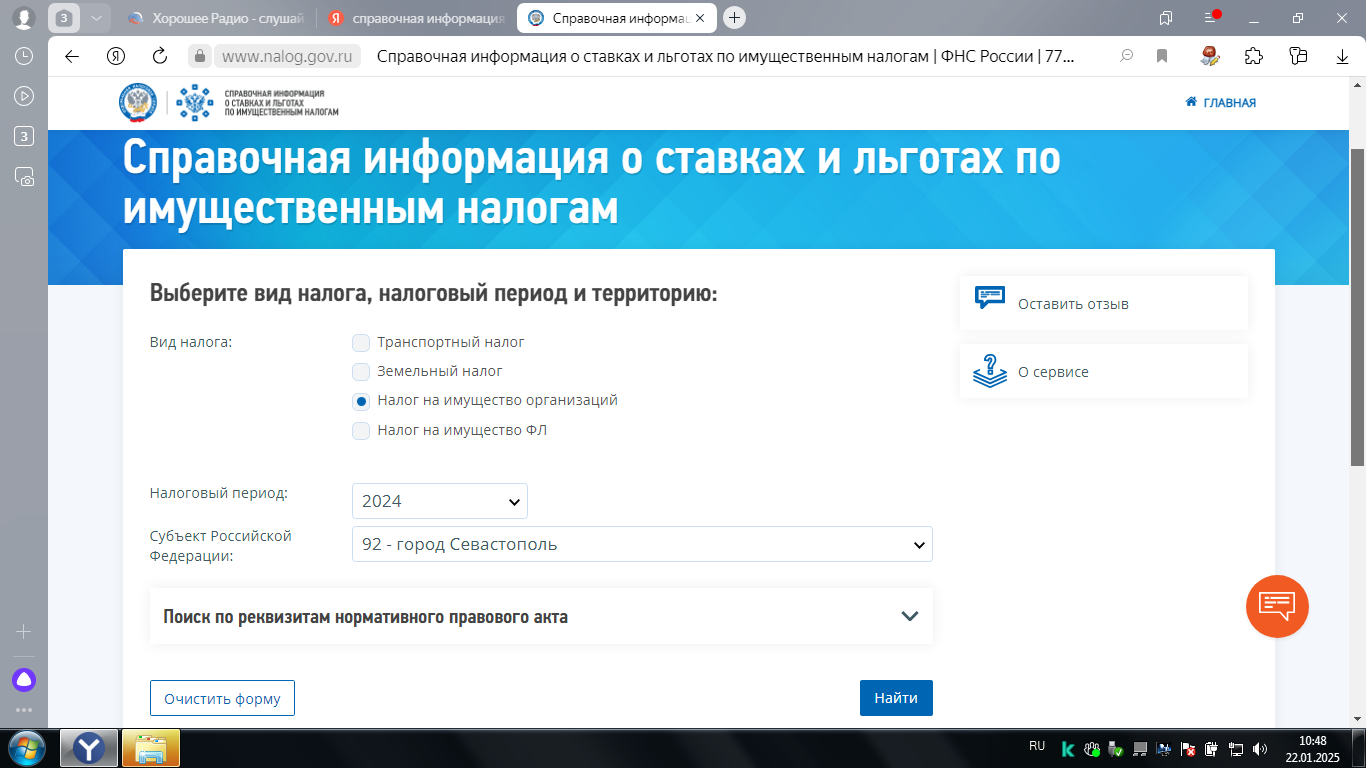 3
Хорошее Радио - слушай
справочная информация
Справочная информац
www.nalog.gov.ru
Справочная информация о ставках и льготах по имущественным налогам | ФНС России | 77...
3
СПРАВОЧНАЯ ИНФОРМАЦИЯ
О СТАВКАХ И ЛЬГОТАХ
ПО ИМУЩЕСТВЕННЫМ НАЛОГАМ
ГЛАВНАЯ
Справочная информация о ставках и льготах по
имущественным налогам
Выберите вид налога, налоговый период и территорию:
Вид налога:
Транспортный налог
Земельный налог
Налог на имущество организаций
Налог на имущество ФЛ
Оставить отзыв
О сервисе
Налоговый период:
2024
Субъект Российской
Федерации:
92 - город Севастополь
Поиск по реквизитам нормативного правового акта
Очистить форму
Найти
RU
10:48
22.01.2025